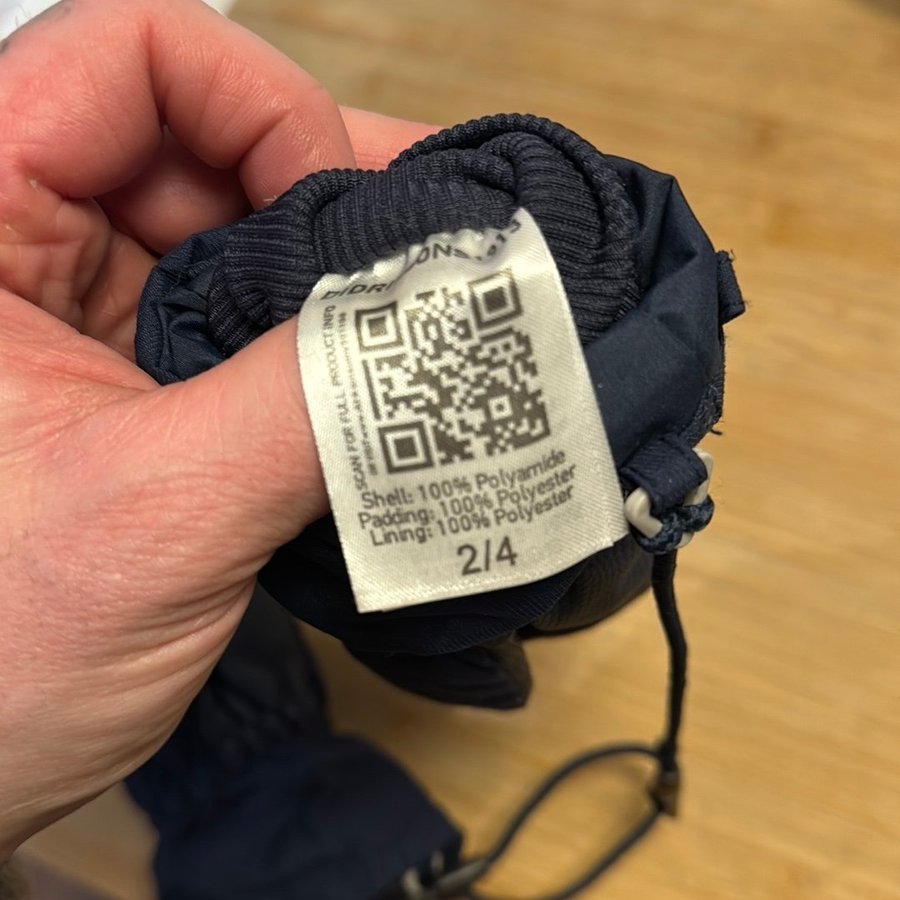 SCAN FOR FULL PRODUCT INFO
Shell: 100% Polyamide
Padding: 100% Polyester
Lining: 100% Polyester
2/4